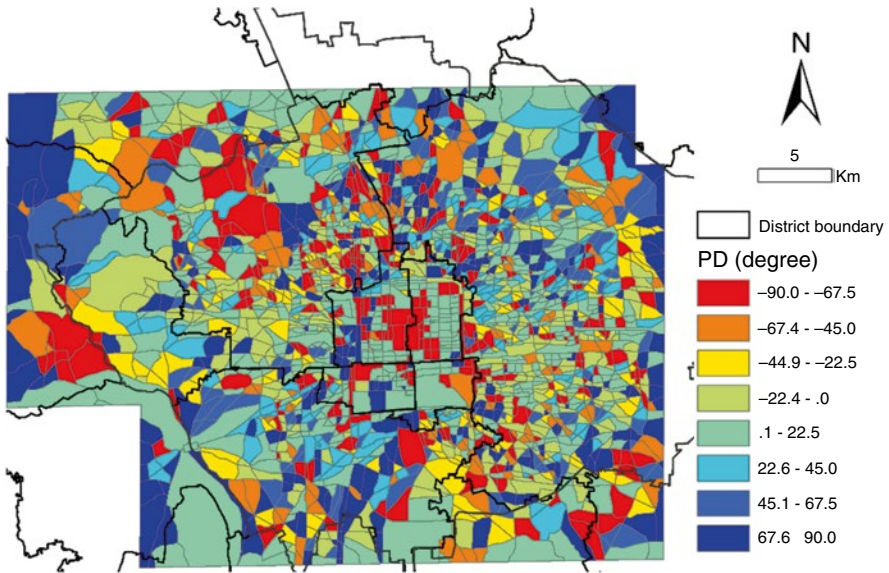 N
5
Km
District boundary
PD (degree)
–90.0 - –67.5
–67.4 - –45.0
–44.9 - –22.5
–22.4 - .0
.1 - 22.5
22.6 - 45.0
45.1 - 67.5
67.6 90.0